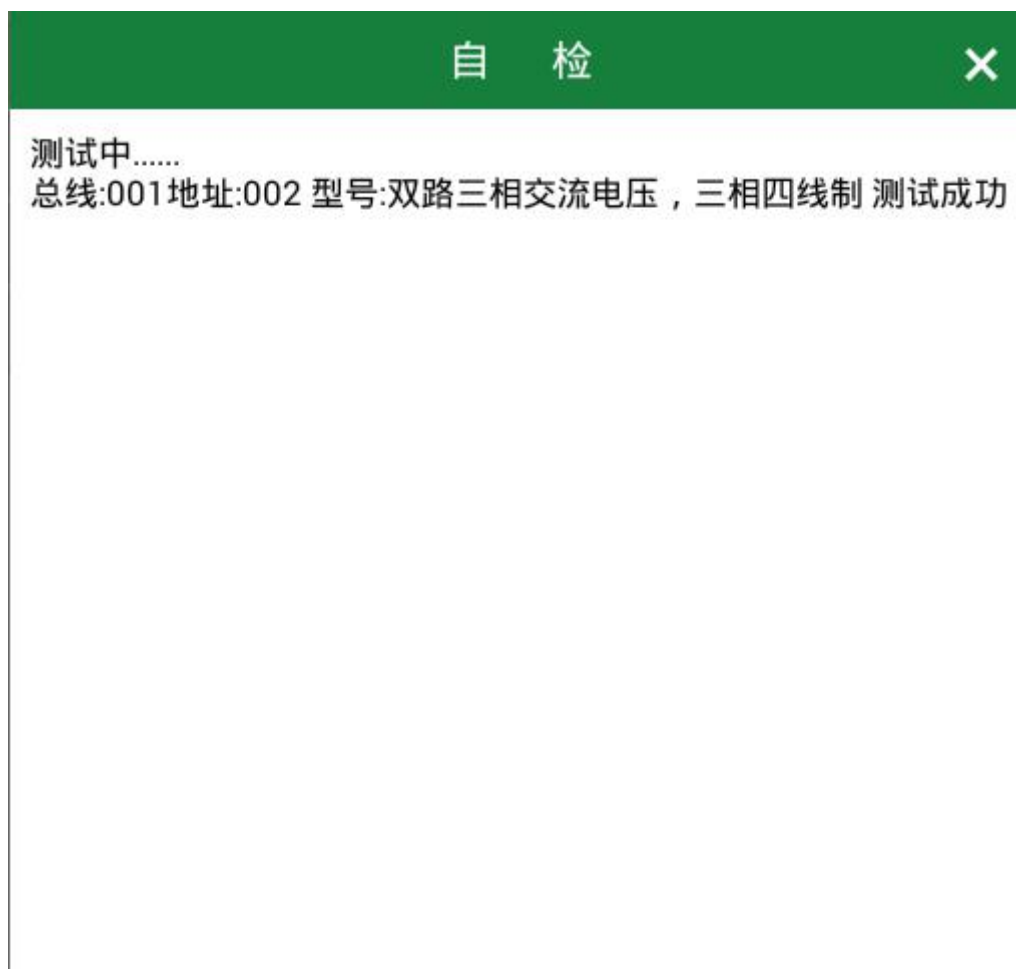 自 检
测试中......
总线:001地址:002 型号:双路三相交流电压，三相四线制 测试成功